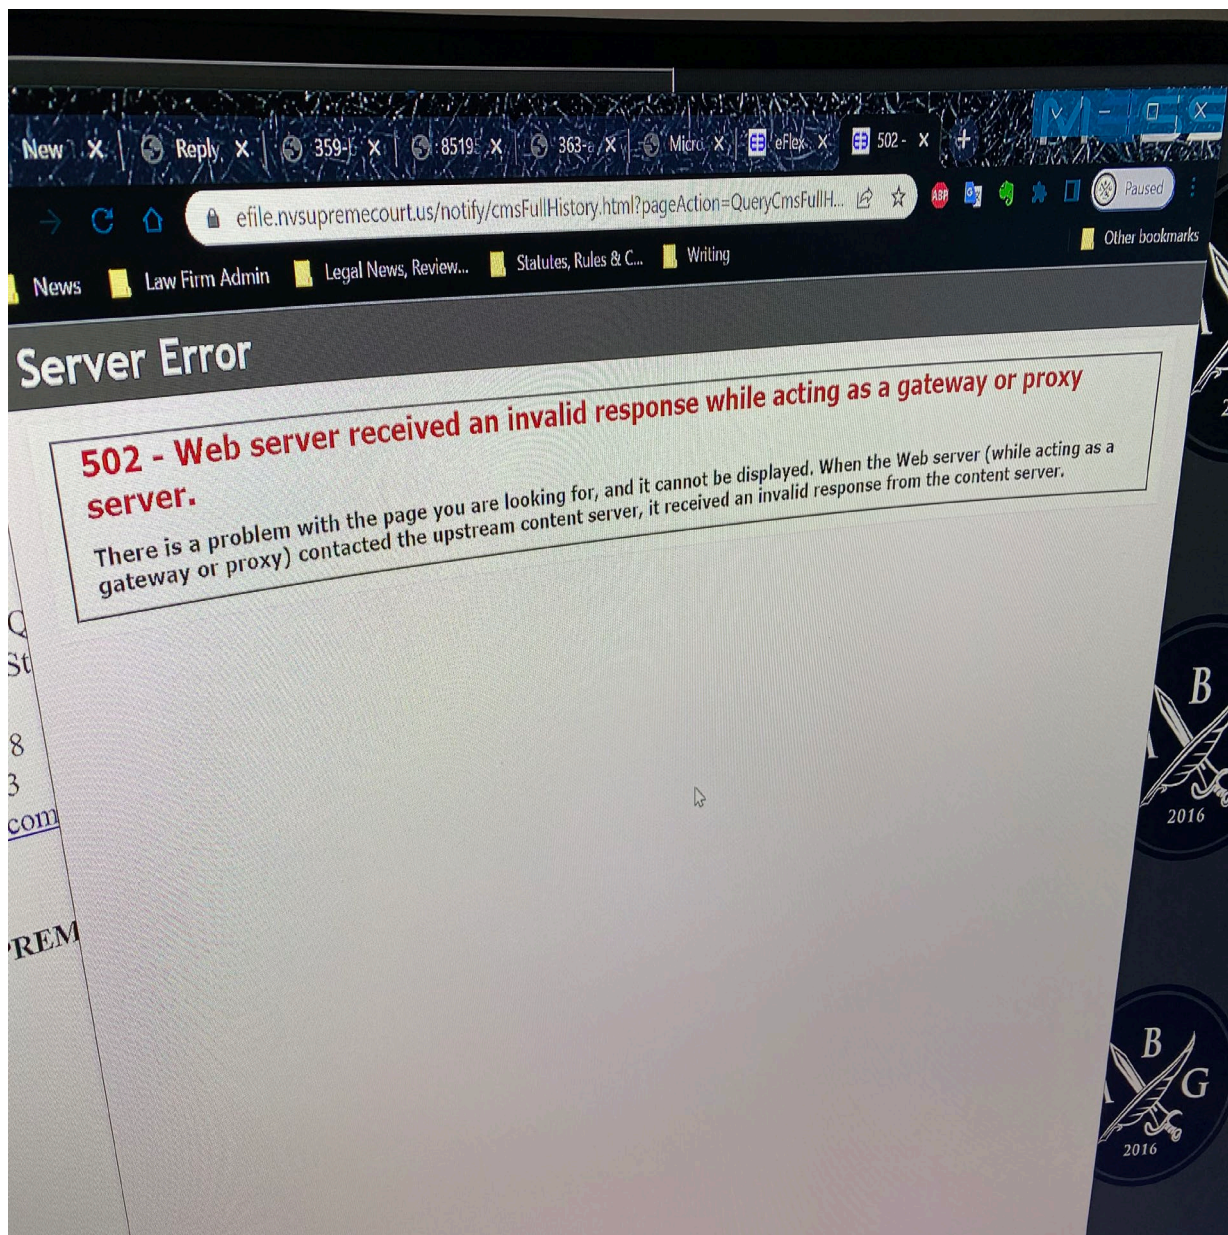 New
Reply
359-
8519
363-a
Micro
eFlex
502 -
efile.nvsupremecourt.us/notify/cmsFullHistory.html?pageAction=QueryCmsFullH...
ABP
Paused
News
Law Firm Admin
Legal News, Review...
Statutes, Rules & C...
Writing
Other bookmarks
Server Error
502 - Web server received an invalid response while acting as a gateway or proxy
server.
There is a problem with the page you are looking for, and it cannot be displayed. When the Web server (while acting as a
gateway or proxy) contacted the upstream content server, it received an invalid response from the content server.
Q
St
8
3
com
PREM
B
2016
B
G
2016